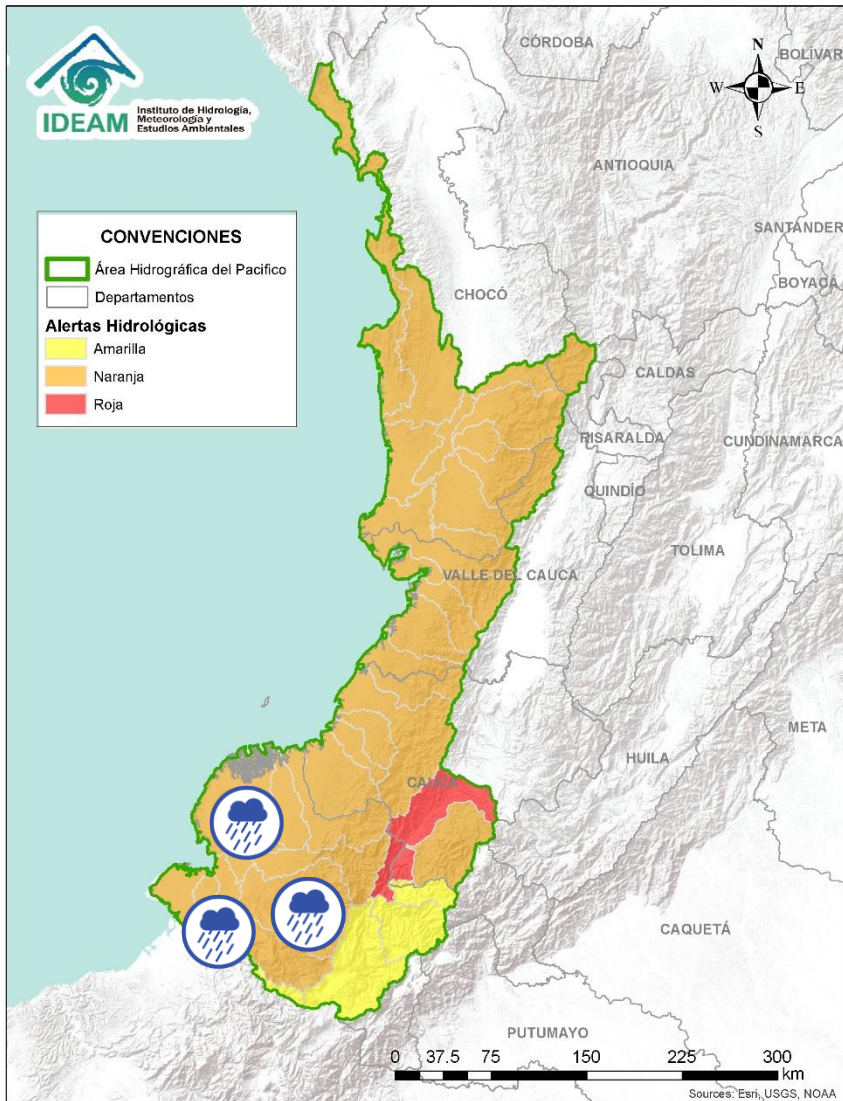 IDEAM
Instituto de Hidrología,
Meteorología y
Estudios Ambientales
N
W
E
S
CÓRDOBA
BOLÍVAR
ANTIOQUIA
SANTANDER
BOYACÁ
CHOCÓ
CALDAS
RISARALDA
CUNDINAMARCA
QUINDÍO
TOLIMA
VALLE DEL CAUCA
META
HUILA
CAUCA
CAQUETÁ
PUTUMAYO
CONVENCIONES
Área Hidrográfica del Pacifico
Departamentos
Alertas Hidrológicas
Amarilla
Naranja
Roja
0 37.5 75 150 225 300
km
Sources: Esri, USGS, NOAA